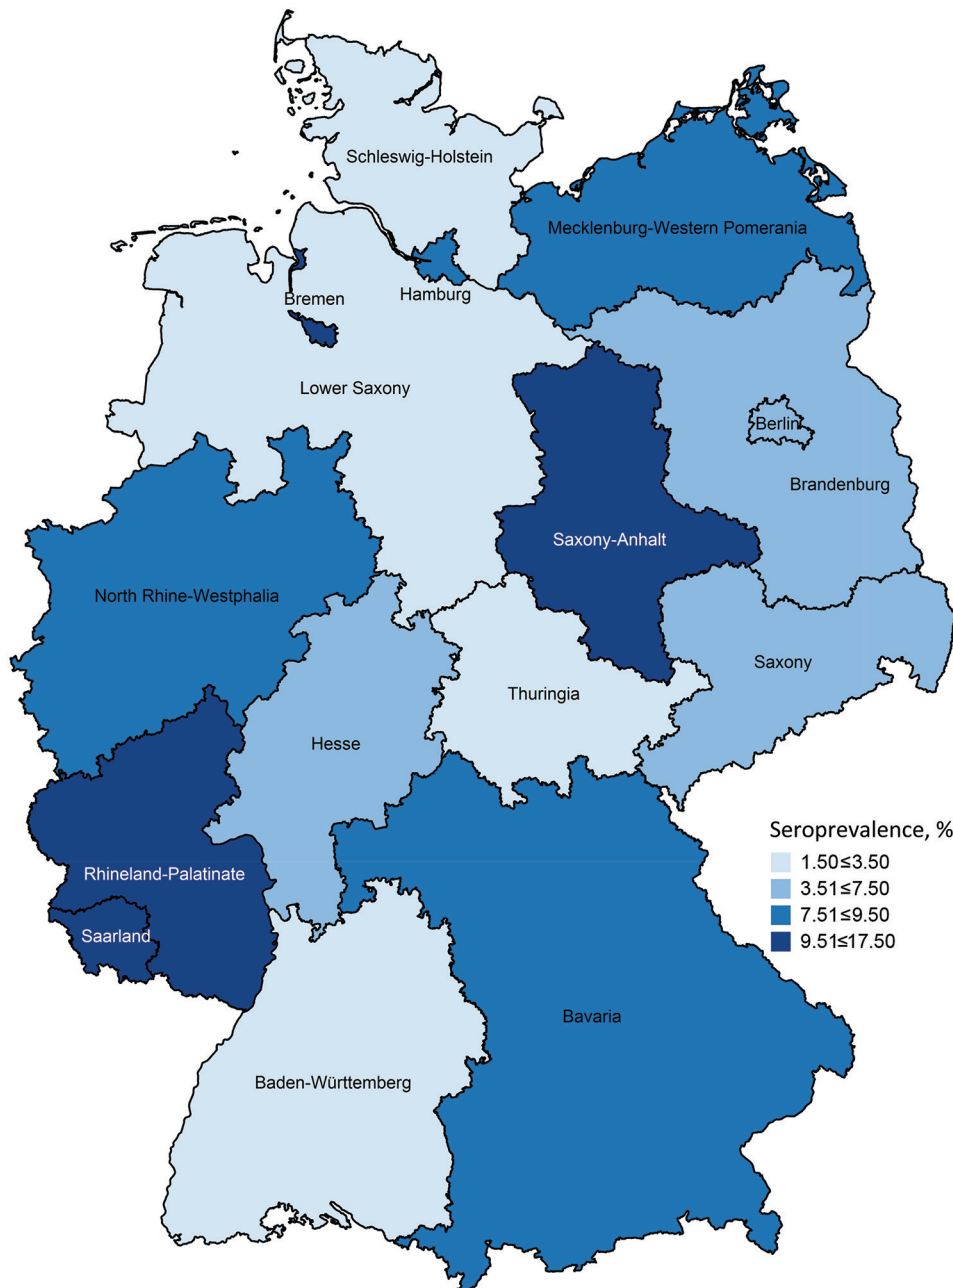 Schleswig-Holstein
Mecklenburg-Western Pomerania
Bremen
Hamburg
Lower Saxony
Berlin
Brandenburg
Saxony-Anhalt
North Rhine-Westphalia
Saxony
Thuringia
Hesse
Seroprevalence, %
1.50≤3.50
3.51≤7.50
7.51≤9.50
9.51≤17.50
Rhineland-Palatinate
Saarland
Bavaria
Baden-Württemberg